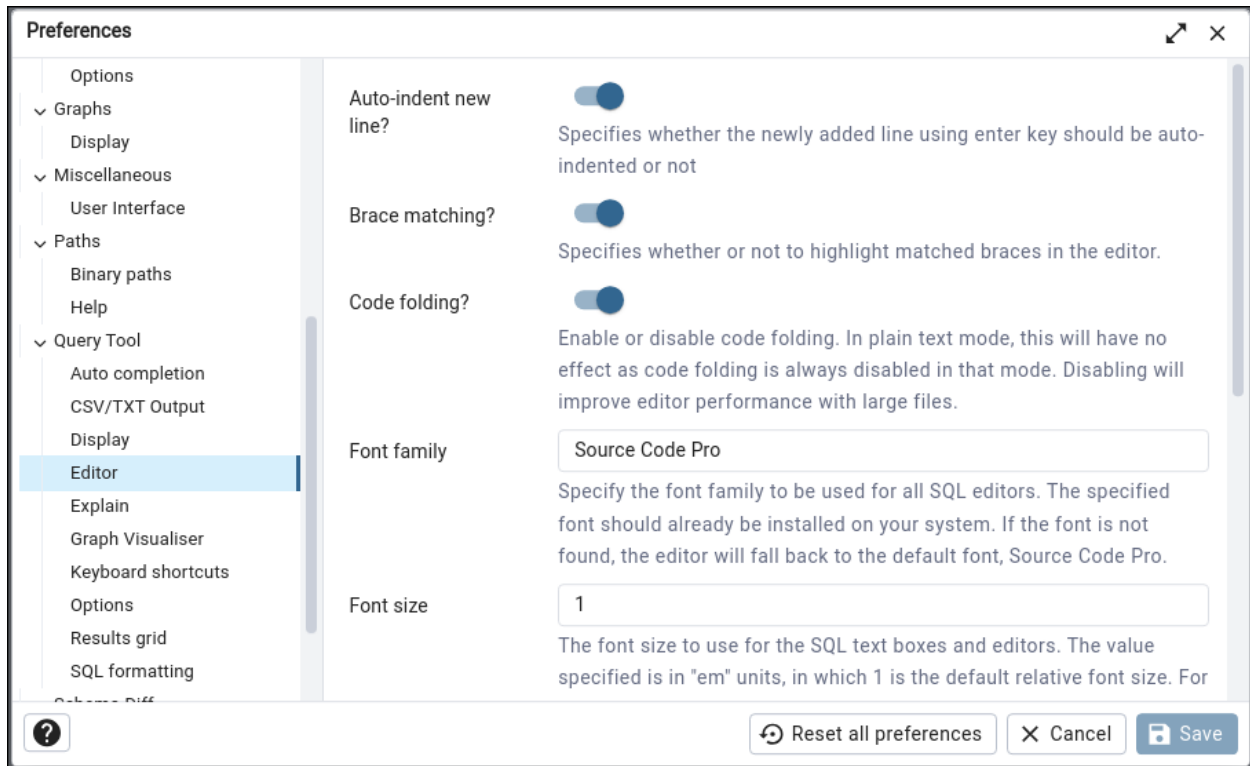 Preferences
Options
Graphs
Display
Miscellaneous
User Interface
Paths
Binary paths
Help
Query Tool
Auto completion
CSV/TXT Output
Display
Editor
Explain
Graph Visualiser
Keyboard shortcuts
Options
Results grid
SQL formatting
Schema Diff
Auto-indent new
line?
Specifies whether the newly added line using enter key should be auto-
indented or not
Brace matching?
Specifies whether or not to highlight matched braces in the editor.
Code folding?
Enable or disable code folding. In plain text mode, this will have no
effect as code folding is always disabled in that mode. Disabling will
improve editor performance with large files.
Font family
Source Code Pro
Specify the font family to be used for all SQL editors. The specified
font should already be installed on your system. If the font is not
found, the editor will fall back to the default font, Source Code Pro.
Font size
1
The font size to use for the SQL text boxes and editors. The value
specified is in "em" units, in which 1 is the default relative font size. For
Reset all preferences
Cancel
Save